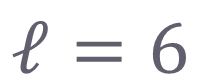 ℓ = 6